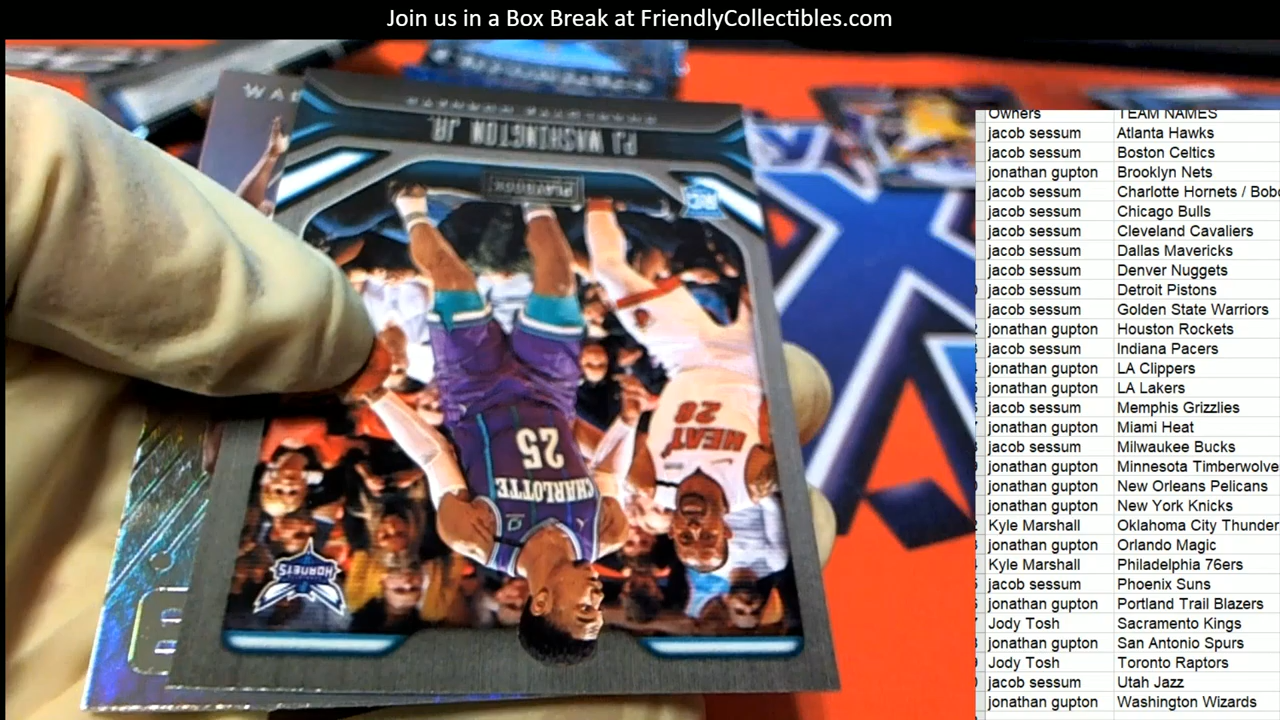 Join us in a Box Break at FriendlyCollectibles.com
WAR
CHARLOTTE HORNETS
PJ WASHINGTON JR.
PLAYBOOK
RC
HEAT
28
25
CHARLOTTE
HORNETS
Owners TEAM NAMES
jacob sessum Atlanta Hawks
jacob sessum Boston Celtics
jonathan gupton Brooklyn Nets
jacob sessum Charlotte Hornets / Bob
jacob sessum Chicago Bulls
jacob sessum Cleveland Cavaliers
jacob sessum Dallas Mavericks
jacob sessum Denver Nuggets
jacob sessum Detroit Pistons
jacob sessum Golden State Warriors
jonathan gupton Houston Rockets
jacob sessum Indiana Pacers
jonathan gupton LA Clippers
jonathan gupton LA Lakers
jacob sessum Memphis Grizzlies
jonathan gupton Miami Heat
jacob sessum Milwaukee Bucks
jonathan gupton Minnesota Timberwolve
jonathan gupton New Orleans Pelicans
jonathan gupton New York Knicks
Kyle Marshall Oklahoma City Thunder
jonathan gupton Orlando Magic
Kyle Marshall Philadelphia 76ers
jacob sessum Phoenix Suns
jonathan gupton Portland Trail Blazers
Jody Tosh Sacramento Kings
jonathan gupton San Antonio Spurs
Jody Tosh Toronto Raptors
jacob sessum Utah Jazz
jonathan gupton Washington Wizards